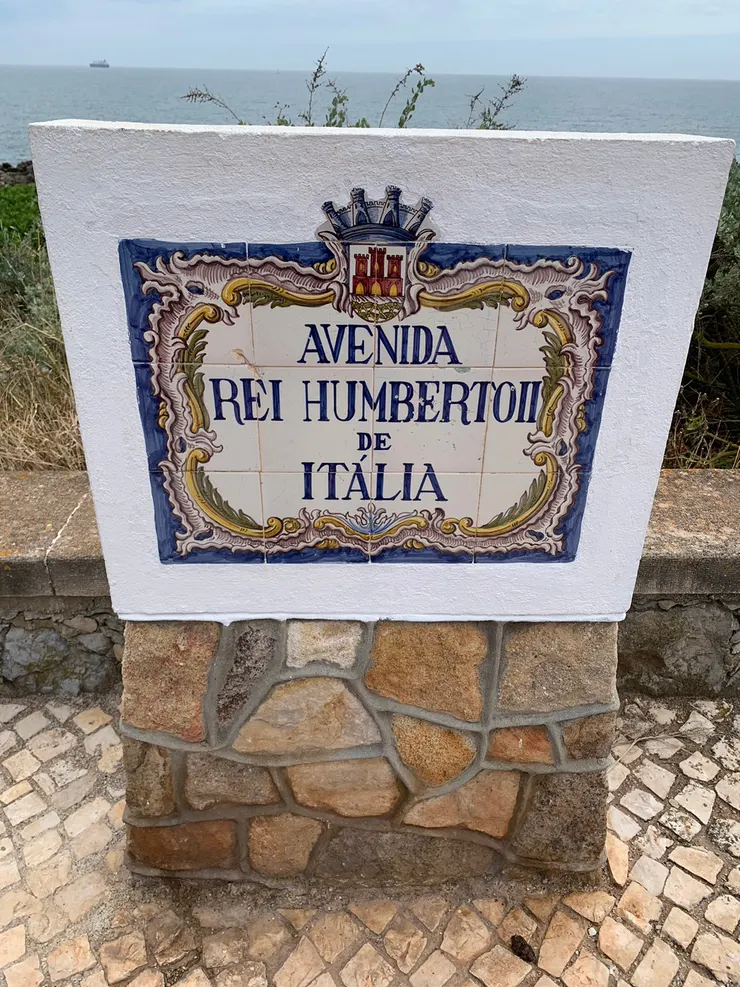 AVENIDA
REI HUMBERTO II
DE
ITÁLIA